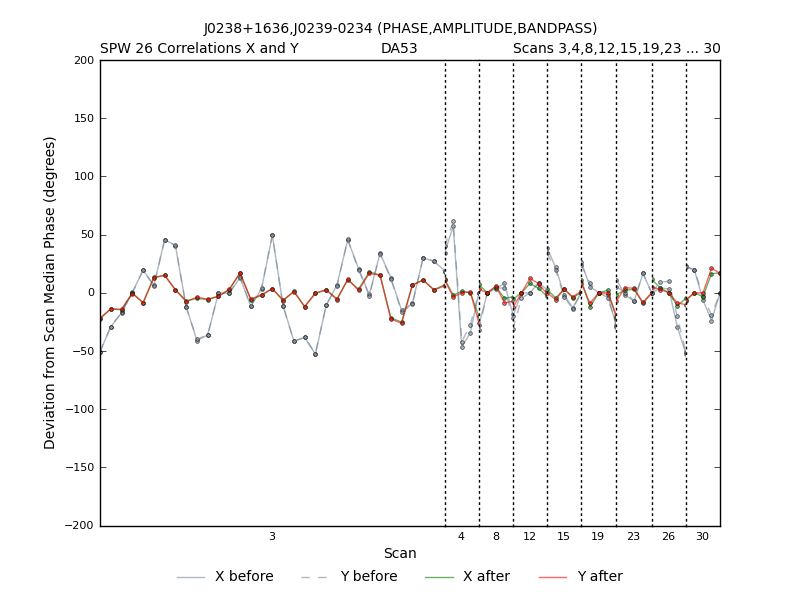 J0238+1636,J0239-0234 (PHASE,AMPLITUDE,BANDPASS)
SPW 26 Correlations X and Y DA53 Scans 3,4,8,12,15,19,23 ... 30
200
150
100
50
0
−50
−100
−150
−200
Deviation from Scan Median Phase (degrees)
3 4 8 12 15 19 23 26 30
Scan
X before Y before X after Y after